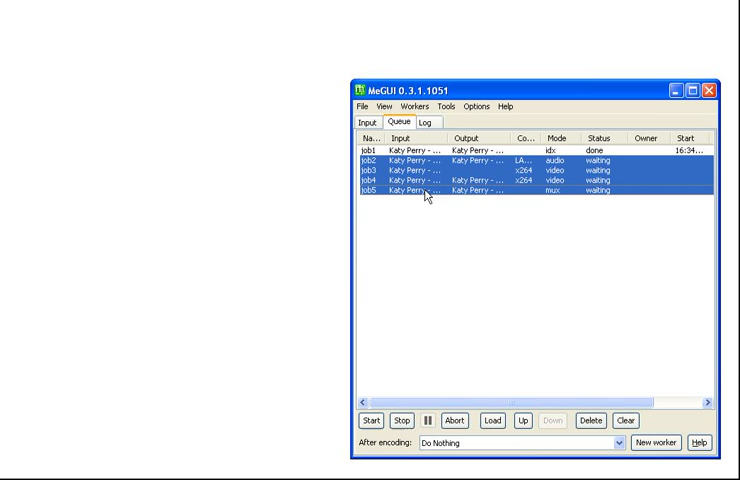 MeGUI 0.3.1.1051
File View Workers Tools Options Help
Input Queue Log
Na... Input Output Co... Mode Status Owner Start
job1 Katy Perry - ... Katy Perry - ... idx done 16:34...
job2 Katy Perry - ... Katy Perry - ... LA... audio waiting
job3 Katy Perry - ... x264 video waiting
job4 Katy Perry - ... Katy Perry - ... x264 video waiting
job5 Katy Perry - ... Katy Perry - ... mux waiting
Start Stop Abort Load Up Down Delete Clear
After encoding: Do Nothing New worker Help